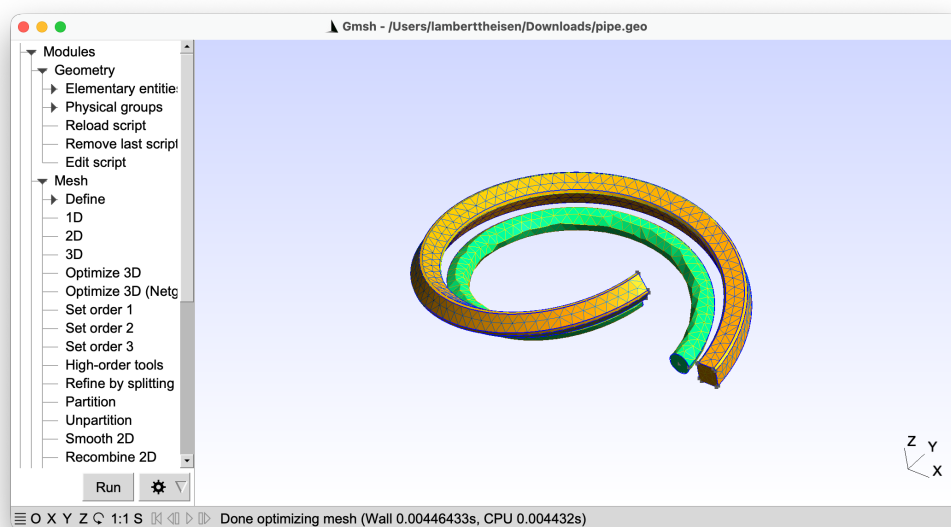 Gmsh - /Users/lamberttheisen/Downloads/pipe.geo
Modules
Geometry
Elementary entities
Physical groups
Reload script
Remove last script
Edit script
Mesh
Define
1D
2D
3D
Optimize 3D
Optimize 3D (Netg
Set order 1
Set order 2
Set order 3
High-order tools
Refine by splitting
Partition
Unpartition
Smooth 2D
Recombine 2D
Run
Z
Y
X
O X Y Z 1:1 S Done optimizing mesh (Wall 0.00446433s, CPU 0.004432s)